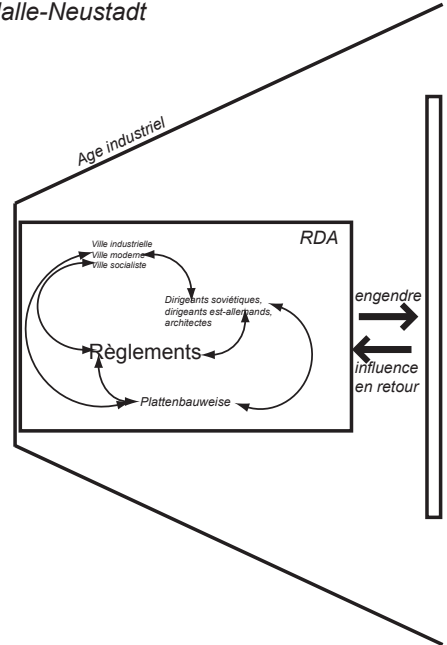 alle-Neustadt
Age industriel
RDA
Ville industrielle
Ville moderne
Ville socialiste
Dirigeants soviétiques,
dirigeants est-allemands,
architectes
Règlements
Plattenbauweise
engendre
influence
en retour